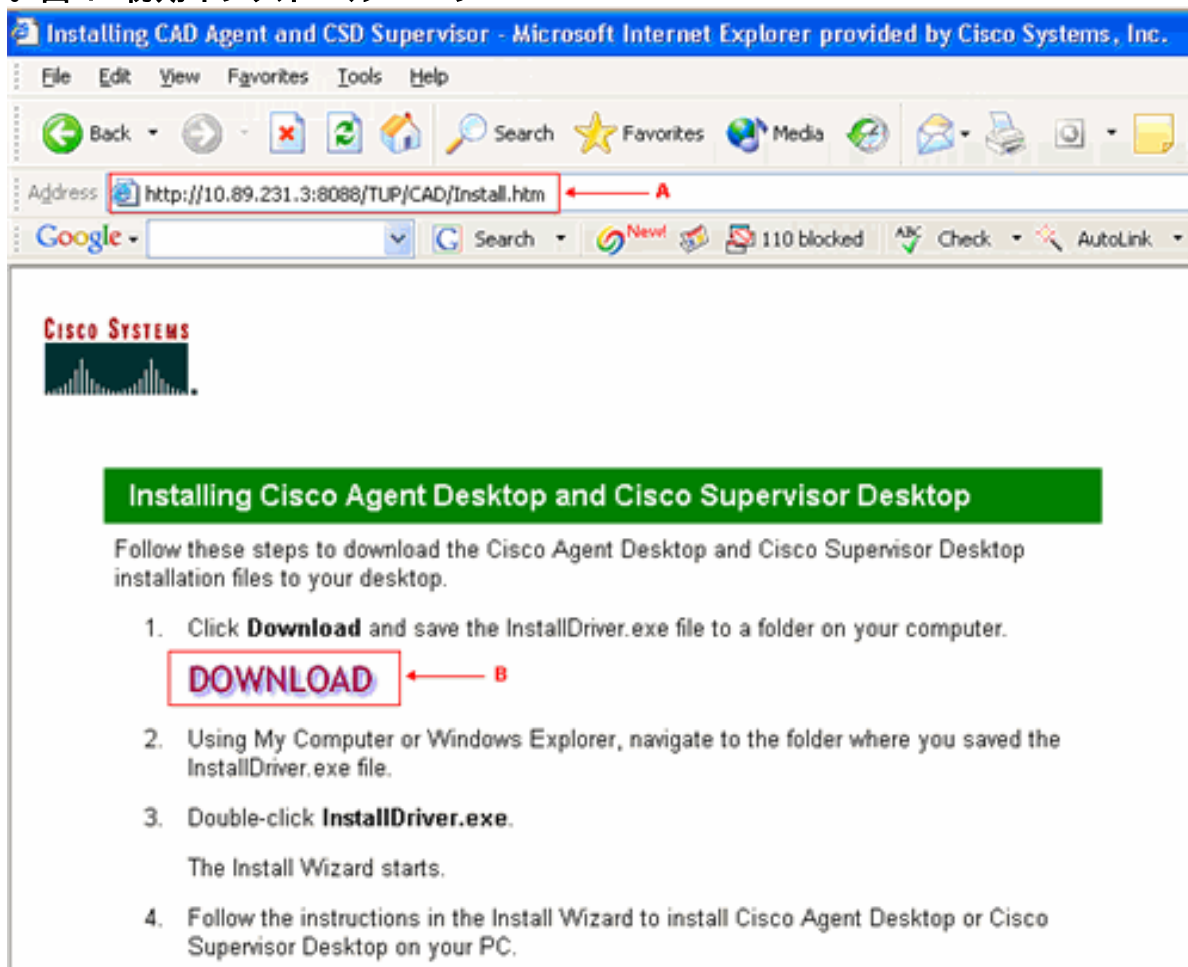 Installing CAD Agent and CSD Supervisor - Microsoft Internet Explorer provided by Cisco Systems, Inc.
File Edit View Favorites Tools Help
Back Search Favorites Media
Address http://10.89.231.3:8088/TUP/CAD/Install.htm A
Google Search New! 110 blocked ABC Check AutoLink
CISCO SYSTEMS
Installing Cisco Agent Desktop and Cisco Supervisor Desktop
Follow these steps to download the Cisco Agent Desktop and Cisco Supervisor Desktop
installation files to your desktop.
1. Click Download and save the InstallDriver.exe file to a folder on your computer.
DOWNLOAD B
2. Using My Computer or Windows Explorer, navigate to the folder where you saved the
InstallDriver.exe file.
3. Double-click InstallDriver.exe.
The Install Wizard starts.
4. Follow the instructions in the Install Wizard to install Cisco Agent Desktop or Cisco
Supervisor Desktop on your PC.